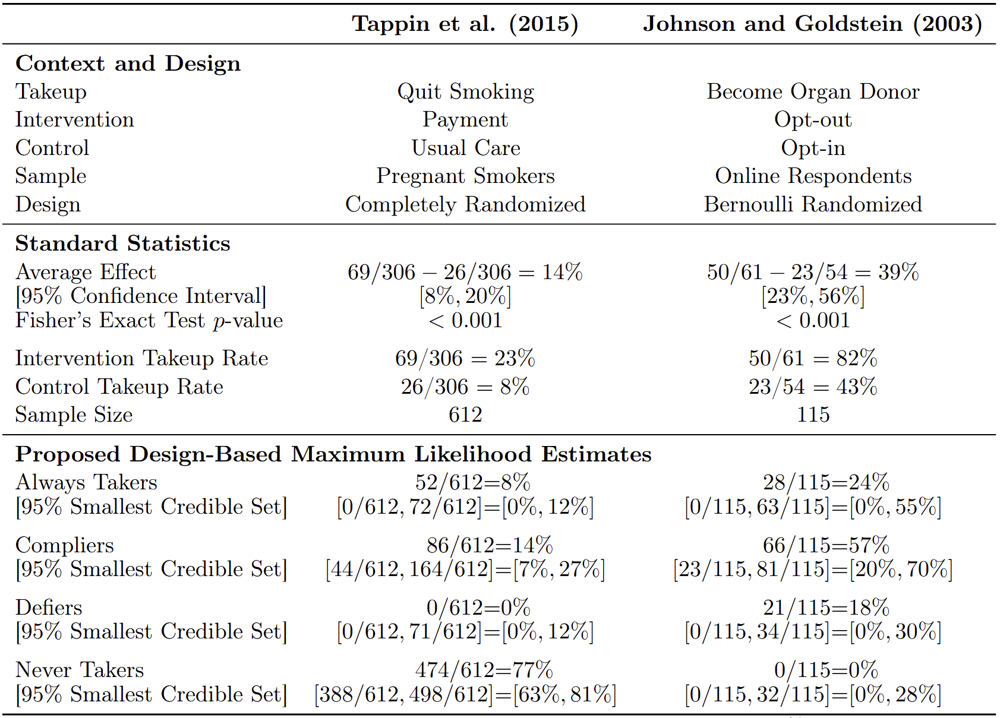 Tappin et al. (2015) Johnson and Goldstein (2003)
Context and Design
Takeup Quit Smoking Become Organ Donor
Intervention Payment Opt-out
Control Usual Care Opt-in
Sample Pregnant Smokers Online Respondents
Design Completely Randomized Bernoulli Randomized
Standard Statistics
Average Effect 69/306 − 26/306 = 14% 50/61 − 23/54 = 39%
[95% Confidence Interval] [8%, 20%] [23%, 56%]
Fisher's Exact Test p-value < 0.001 < 0.001
Intervention Takeup Rate 69/306 = 23% 50/61 = 82%
Control Takeup Rate 26/306 = 8% 23/54 = 43%
Sample Size 612 115
Proposed Design-Based Maximum Likelihood Estimates
Always Takers 52/612=8% 28/115=24%
[95% Smallest Credible Set] [0/612, 72/612]=[0%, 12%] [0/115, 63/115]=[0%, 55%]
Compliers 86/612=14% 66/115=57%
[95% Smallest Credible Set] [44/612, 164/612]=[7%, 27%] [23/115, 81/115]=[20%, 70%]
Defiers 0/612=0% 21/115=18%
[95% Smallest Credible Set] [0/612, 71/612]=[0%, 12%] [0/115, 34/115]=[0%, 30%]
Never Takers 474/612=77% 0/115=0%
[95% Smallest Credible Set] [388/612, 498/612]=[63%, 81%] [0/115, 32/115]=[0%, 28%]